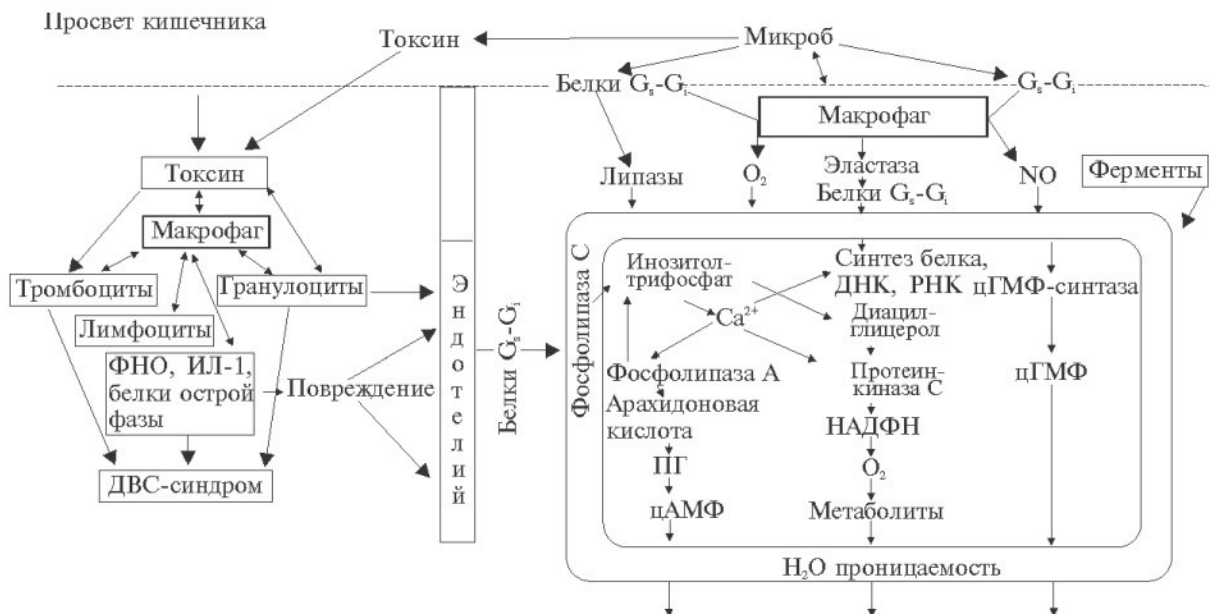 Просвет кишечника
Токсин
Микроб
Белки Gs-Gi
Gs-Gi
Макрофаг
Токсин
Липазы
O2
Эластаза
Белки Gs-Gi
NO
Ферменты
Макрофаг
Тромбоциты
Гранулоциты
Лимфоциты
ФНО, ИЛ-1,
белки острой
фазы
Повреждение
ДВС-синдром
Эндотелий
Белки Gs-Gi
Фосфолипаза С
Инозитол-
трифосфат
Ca2+
Синтез белка,
ДНК, РНК
цГМФ-синтаза
Диацил-
глицерол
Фосфолипаза А
Арахидоновая
кислота
Протеин-
киназа С
цГМФ
НАДФН
ПГ
O2
цАМФ
Метаболиты
H2O проницаемость